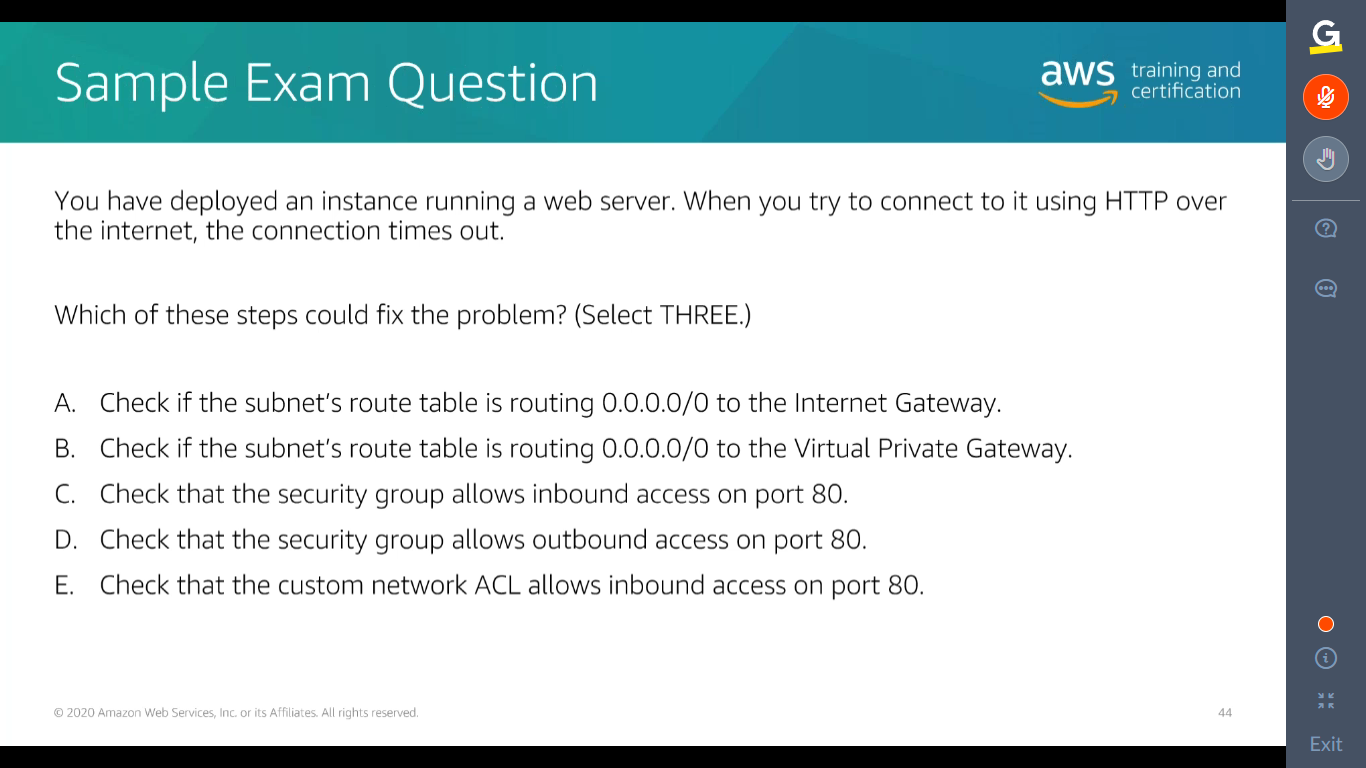 Sample Exam Question
aws training and
certification
You have deployed an instance running a web server. When you try to connect to it using HTTP over
the internet, the connection times out.
Which of these steps could fix the problem? (Select THREE.)
A. Check if the subnet's route table is routing 0.0.0.0/0 to the Internet Gateway.
B. Check if the subnet's route table is routing 0.0.0.0/0 to the Virtual Private Gateway.
C. Check that the security group allows inbound access on port 80.
D. Check that the security group allows outbound access on port 80.
E. Check that the custom network ACL allows inbound access on port 80.
© 2020 Amazon Web Services, Inc. or its Affiliates. All rights reserved.
44
G
Exit